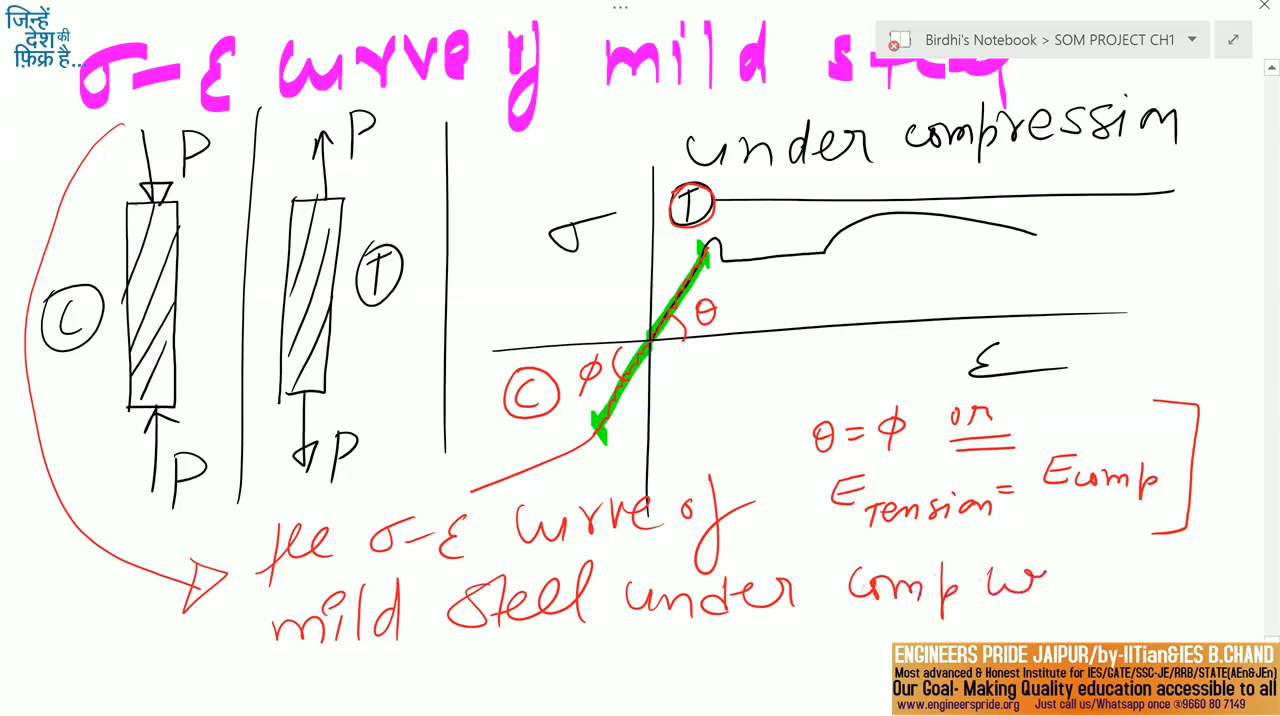 जिन्हें
देश की
फ़िक्र है...
Birdhi's Notebook > SOM PROJECT CH1
σ-ε curve of mild steel
under compression
P
P
C
T
P
P
σ
T
θ
ϕ
C
ε
θ = ϕ or
E Tension = E comp
the σ-ε curve of
mild steel under comp w
ENGINEERS PRIDE JAIPUR/by-IITian&IES B.CHAND
Most advanced & Honest Institute for IES/GATE/SSC-JE/RRB/STATE(AEn&JEn)
Our Goal- Making Quality education accessible to all
www.engineerspride.org Just call us/Whatsapp once @9660 80 7149